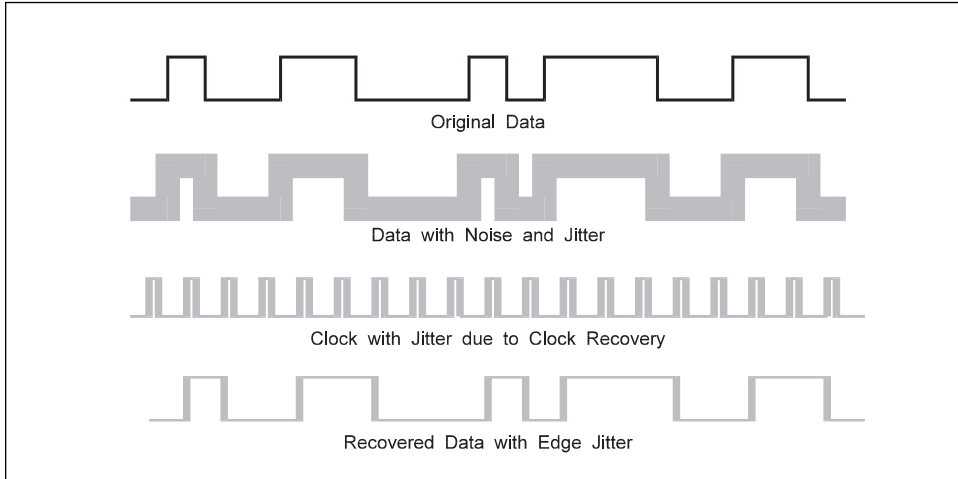 Original Data
Data with Noise and Jitter
Clock with Jitter due to Clock Recovery
Recovered Data with Edge Jitter